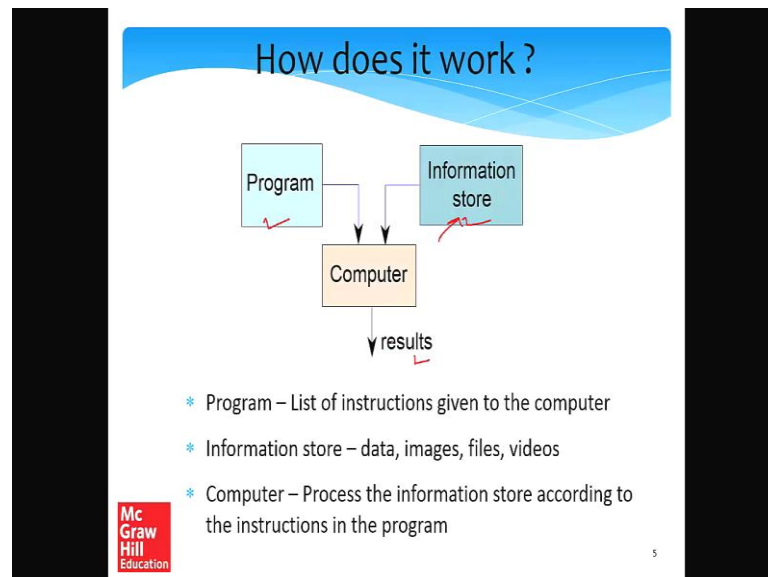 How does it work ?
Program
Information
store
Computer
results
* Program – List of instructions given to the computer
* Information store – data, images, files, videos
* Computer – Process the information store according to
the instructions in the program
Mc
Graw
Hill
Education
5